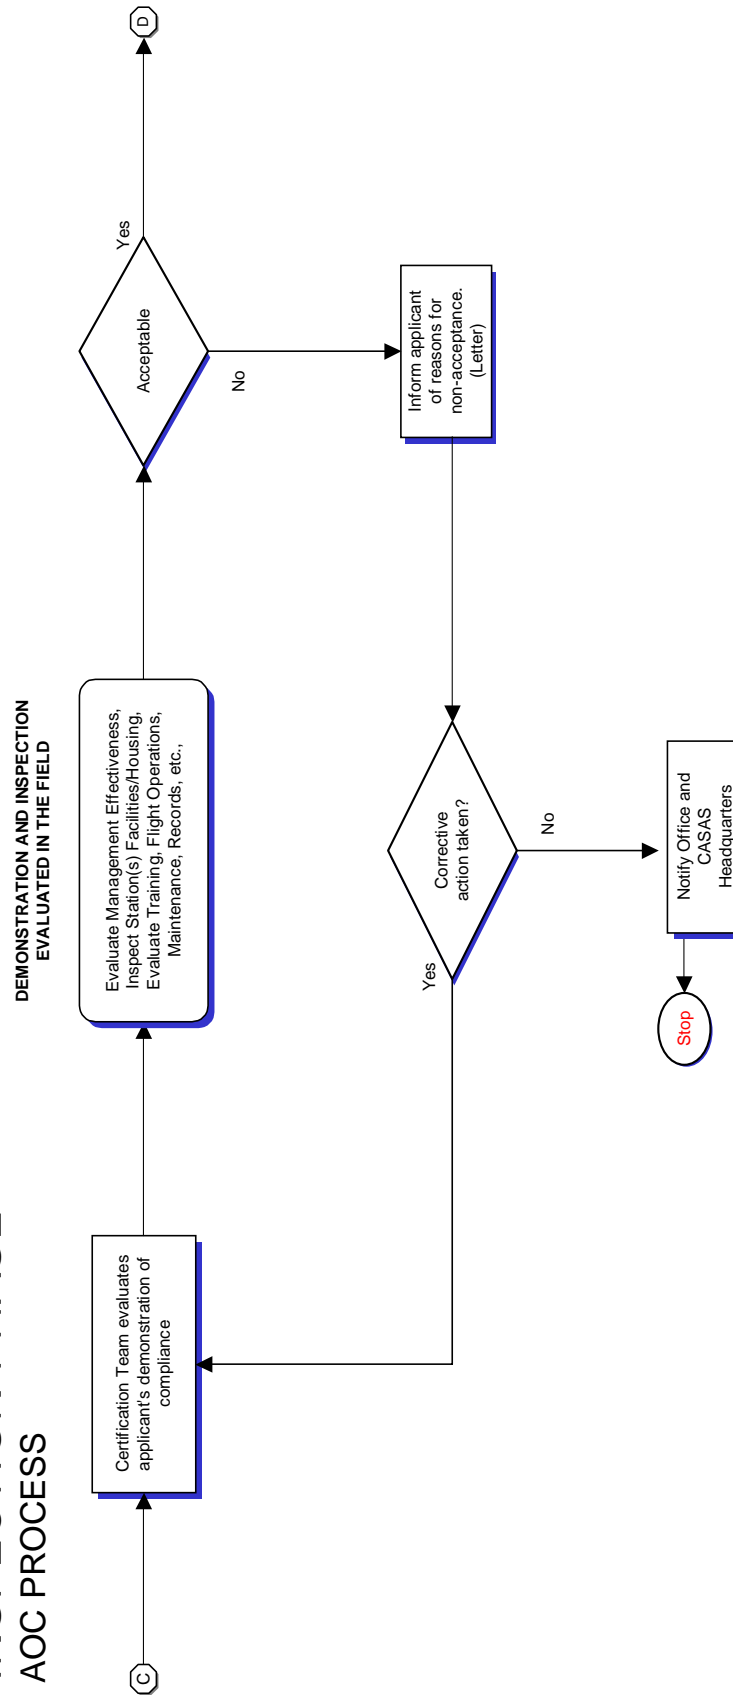 AOC PROCESS
DEMONSTRATION AND INSPECTION
EVALUATED IN THE FIELD
C
Certification Team evaluates
applicant's demonstration of
compliance
Evaluate Management Effectiveness,
Inspect Station(s) Facilities/Housing,
Evaluate Training, Flight Operations,
Maintenance, Records, etc.,
Acceptable
Yes
D
No
Inform applicant
of reasons for
non-acceptance.
(Letter)
Corrective
action taken?
Yes
No
Notify Office and
CASAS
Headquarters
Stop